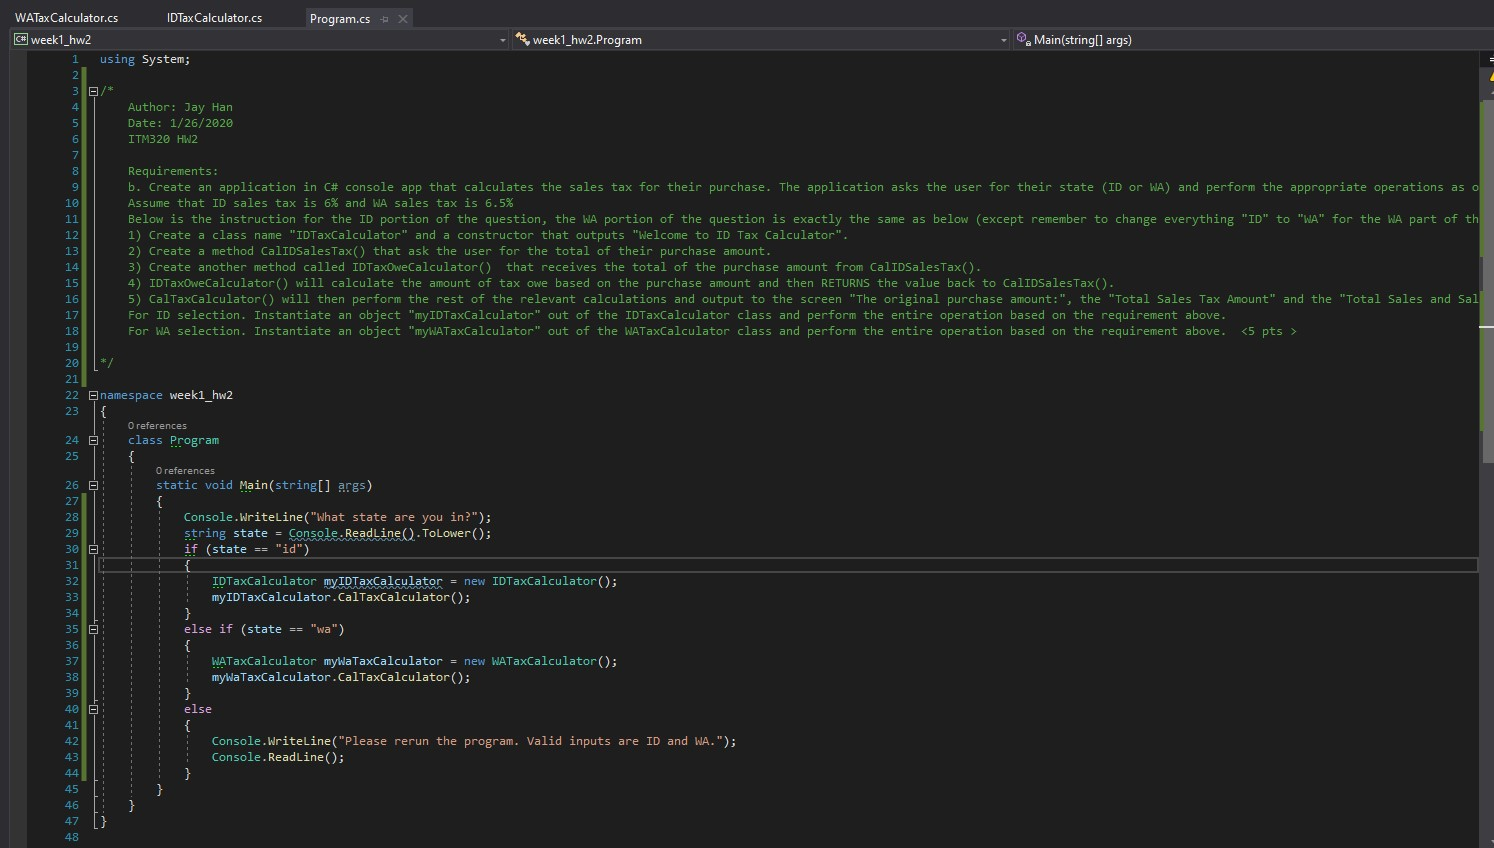 WATaxCalculator.cs IDTaxCalculator.cs Program.cs
C# week1_hw2 week1_hw2.Program Main(string[] args)
1 using System;
2
3 /*
4 Author: Jay Han
5 Date: 1/26/2020
6 ITM320 HW2
7
8 Requirements:
9 b. Create an application in C# console app that calculates the sales tax for their purchase. The application asks the user for their state (ID or WA) and perform the appropriate operations as o
10 Assume that ID sales tax is 6% and WA sales tax is 6.5%
11 Below is the instruction for the ID portion of the question, the WA portion of the question is exactly the same as below (except remember to change everything "ID" to "WA" for the WA part of th
12 1) Create a class name "IDTaxCalculator" and a constructor that outputs "Welcome to ID Tax Calculator".
13 2) Create a method CalIDSalesTax() that ask the user for the total of their purchase amount.
14 3) Create another method called IDTaxOweCalculator()  that receives the total of the purchase amount from CalIDSalesTax().
15 4) IDTaxOweCalculator() will calculate the amount of tax owe based on the purchase amount and then RETURNS the value back to CalIDSalesTax().
16 5) CalTaxCalculator() will then perform the rest of the relevant calculations and output to the screen "The original purchase amount:", the "Total Sales Tax Amount" and the "Total Sales and Sal
17 For ID selection. Instantiate an object "myIDTaxCalculator" out of the IDTaxCalculator class and perform the entire operation based on the requirement above.
18 For WA selection. Instantiate an object "myWATaxCalculator" out of the WATaxCalculator class and perform the entire operation based on the requirement above.  <5 pts >
19
20 */
21
22 namespace week1_hw2
23 {
0 references
24 class Program
25 {
0 references
26 static void Main(string[] args)
27 {
28 Console.WriteLine("What state are you in?");
29 string state = Console.ReadLine().ToLower();
30 if (state == "id")
31 {
32 IDTaxCalculator myIDTaxCalculator = new IDTaxCalculator();
33 myIDTaxCalculator.CalTaxCalculator();
34 }
35 else if (state == "wa")
36 {
37 WATaxCalculator myWaTaxCalculator = new WATaxCalculator();
38 myWaTaxCalculator.CalTaxCalculator();
39 }
40 else
41 {
42 Console.WriteLine("Please rerun the program. Valid inputs are ID and WA.");
43 Console.ReadLine();
44 }
45 }
46 }
47 }
48